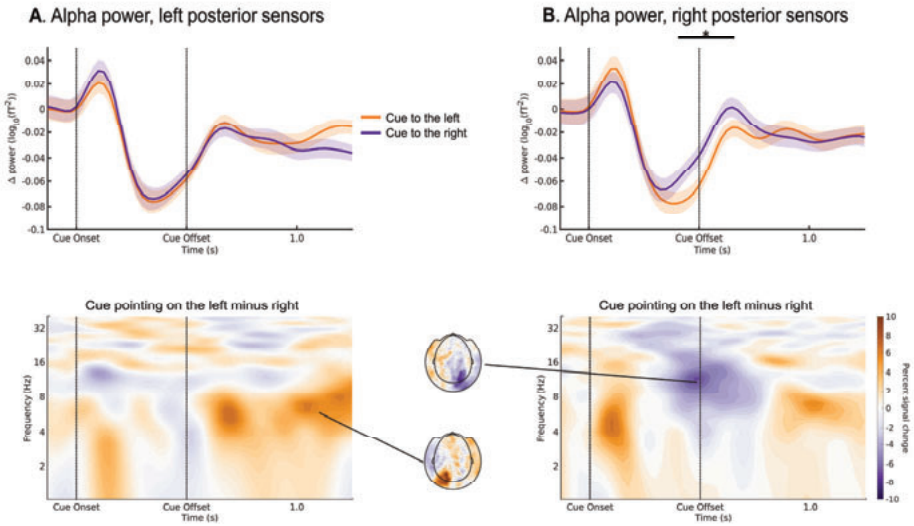 A. Alpha power, left posterior sensors
B. Alpha power, right posterior sensors
*
0.04
0.02
0
-0.02
-0.04
-0.06
-0.08
-0.1
Δ power (log₁₀(fT²))
Cue Onset
Cue Offset
1.0
Time (s)
Cue to the left
Cue to the right
0.04
0.02
0
-0.02
-0.04
-0.06
-0.08
-0.1
Δ power (log₁₀(fT²))
Cue Onset
Cue Offset
1.0
Time (s)
Cue pointing on the left minus right
32
16
8
4
2
Frequency (Hz)
Cue Onset
Cue Offset
1.0
Time (s)
Cue pointing on the left minus right
32
16
8
4
2
Frequency (Hz)
Cue Onset
Cue Offset
1.0
Time (s)
10
8
6
4
2
0
-2
-4
-6
-8
-10
Percent signal change